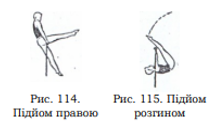 Рис. 114.
Підйом правою
Рис. 115. Підйом
розгином